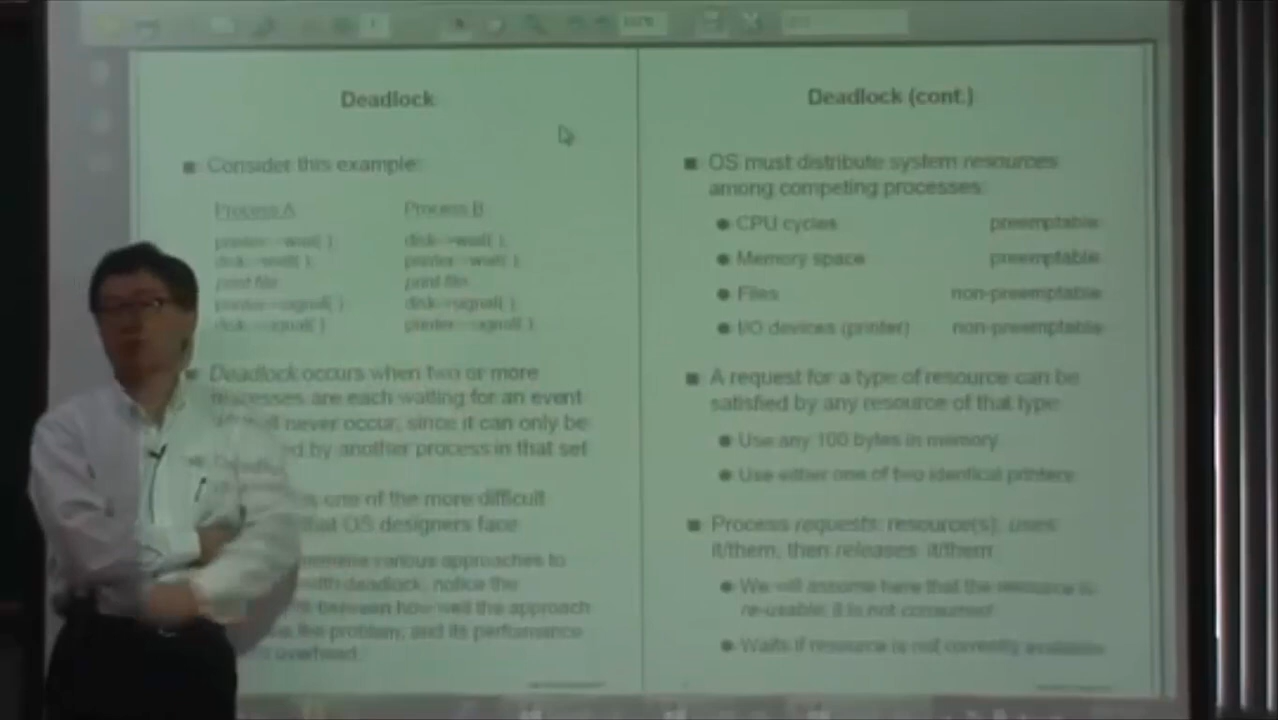 Deadlock
Consider this example:
Process A Process B
printer->wait( ); disk->wait( );
disk->wait( ); printer->wait( );
print file print file
printer->signal( ); disk->signal( );
disk->signal( ); printer->signal( );
Deadlock occurs when two or more
processes are each waiting for an event
never occur, since it can only be
by another process in that set
one of the more difficult
OS designers face
various approaches to
deadlock, notice the
between how well the approach
the problem, and its performance
overhead.
Deadlock (cont.)
OS must distribute system resources
among competing processes:
CPU cycles preemptable
Memory space preemptable
Files non-preemptable
I/O devices (printer) non-preemptable
A request for a type of resource can be
satisfied by any resource of that type
Use any 100 bytes in memory
Use either one of two identical printers
Process requests resource(s), uses
it/them, then releases it/them
We will assume here that the resource is
re-usable; it is not consumed
Waits if resource is not currently available